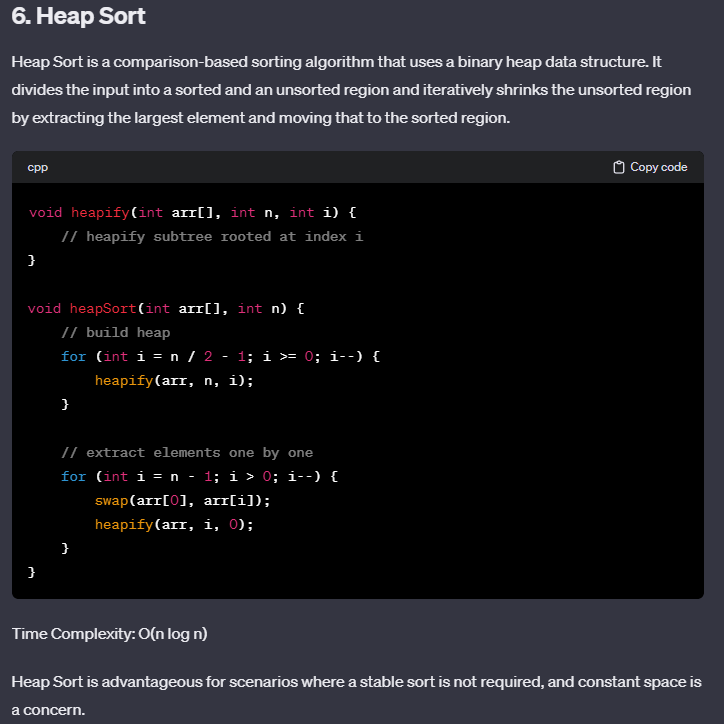 6. Heap Sort
Heap Sort is a comparison-based sorting algorithm that uses a binary heap data structure. It
divides the input into a sorted and an unsorted region and iteratively shrinks the unsorted region
by extracting the largest element and moving that to the sorted region.
cpp Copy code
void heapify(int arr[], int n, int i) {
    // heapify subtree rooted at index i
}
void heapSort(int arr[], int n) {
    // build heap
    for (int i = n / 2 - 1; i >= 0; i--) {
        heapify(arr, n, i);
    }
    // extract elements one by one
    for (int i = n - 1; i > 0; i--) {
        swap(arr[0], arr[i]);
        heapify(arr, i, 0);
    }
}
Time Complexity: O(n log n)
Heap Sort is advantageous for scenarios where a stable sort is not required, and constant space is
a concern.